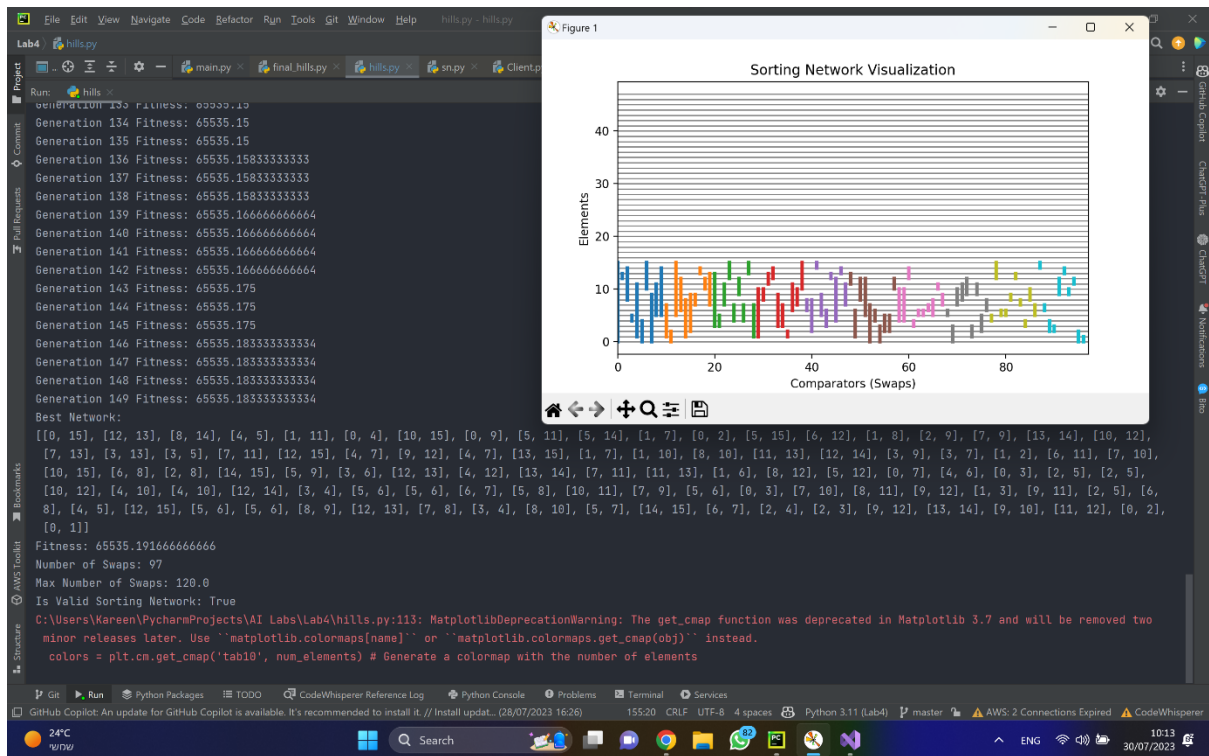 File Edit View Navigate Code Refactor Run Tools Git Window Help hills.py - hills.py
Lab4 hills.py
main.py final_hills.py hills.py sn.py Client.p
Run: hills
Generation 133 Fitness: 65535.15
Generation 134 Fitness: 65535.15
Generation 135 Fitness: 65535.15
Generation 136 Fitness: 65535.15833333333
Generation 137 Fitness: 65535.15833333333
Generation 138 Fitness: 65535.15833333333
Generation 139 Fitness: 65535.166666666664
Generation 140 Fitness: 65535.166666666664
Generation 141 Fitness: 65535.166666666664
Generation 142 Fitness: 65535.166666666664
Generation 143 Fitness: 65535.175
Generation 144 Fitness: 65535.175
Generation 145 Fitness: 65535.175
Generation 146 Fitness: 65535.183333333334
Generation 147 Fitness: 65535.183333333334
Generation 148 Fitness: 65535.183333333334
Generation 149 Fitness: 65535.183333333334
Best Network:
[[0, 15], [12, 13], [8, 14], [4, 5], [1, 11], [0, 4], [10, 15], [0, 9], [5, 11], [5, 14], [1, 7], [0, 2], [5, 15], [6, 12], [1, 8], [2, 9], [7, 9], [13, 14], [10, 12],
[7, 13], [3, 13], [3, 5], [7, 11], [12, 15], [4, 7], [9, 12], [4, 7], [13, 15], [1, 7], [1, 10], [8, 10], [11, 13], [12, 14], [3, 9], [3, 7], [1, 2], [6, 11], [7, 10],
[10, 15], [6, 8], [2, 8], [14, 15], [5, 9], [3, 6], [12, 13], [4, 12], [13, 14], [7, 11], [11, 13], [1, 6], [8, 12], [5, 12], [0, 7], [4, 6], [0, 3], [2, 5], [2, 5],
[10, 12], [4, 10], [4, 10], [12, 14], [3, 4], [5, 6], [5, 6], [6, 7], [5, 8], [10, 11], [7, 9], [5, 6], [0, 3], [7, 10], [8, 11], [9, 12], [1, 3], [9, 11], [2, 5], [6,
8], [4, 5], [12, 15], [5, 6], [5, 6], [8, 9], [12, 13], [7, 8], [3, 4], [8, 10], [5, 7], [14, 15], [6, 7], [2, 4], [2, 3], [9, 12], [13, 14], [9, 10], [11, 12], [0, 2],
[0, 1]]
Fitness: 65535.191666666666
Number of Swaps: 97
Max Number of Swaps: 120.0
Is Valid Sorting Network: True
C:\Users\Kareen\PycharmProjects\AI Labs\Lab4\hills.py:113: MatplotlibDeprecationWarning: The get_cmap function was deprecated in Matplotlib 3.7 and will be removed two
minor releases later. Use ``matplotlib.colormaps[name]`` or ``matplotlib.colormaps.get_cmap(obj)`` instead.
colors = plt.cm.get_cmap('tab10', num_elements) # Generate a colormap with the number of elements
Figure 1
Sorting Network Visualization
Elements
40
30
20
10
0
0 20 40 60 80
Comparators (Swaps)
Project
Commit
Pull Requests
Bookmarks
AWS Toolkit
Structure
GitHub Copilot
ChatGPT-Plus
ChatGPT
Notifications
Bito
Git Run Python Packages TODO CodeWhisperer Reference Log Python Console Problems Terminal Services
GitHub Copilot: An update for GitHub Copilot is available. It's recommended to install it. // Install updat... (28/07/2023 16:26) 155:20 CRLF UTF-8 4 spaces Python 3.11 (Lab4) master AWS: 2 Connections Expired CodeWhisperer
24°C
שמשי
Search
82
ENG
10:13
30/07/2023